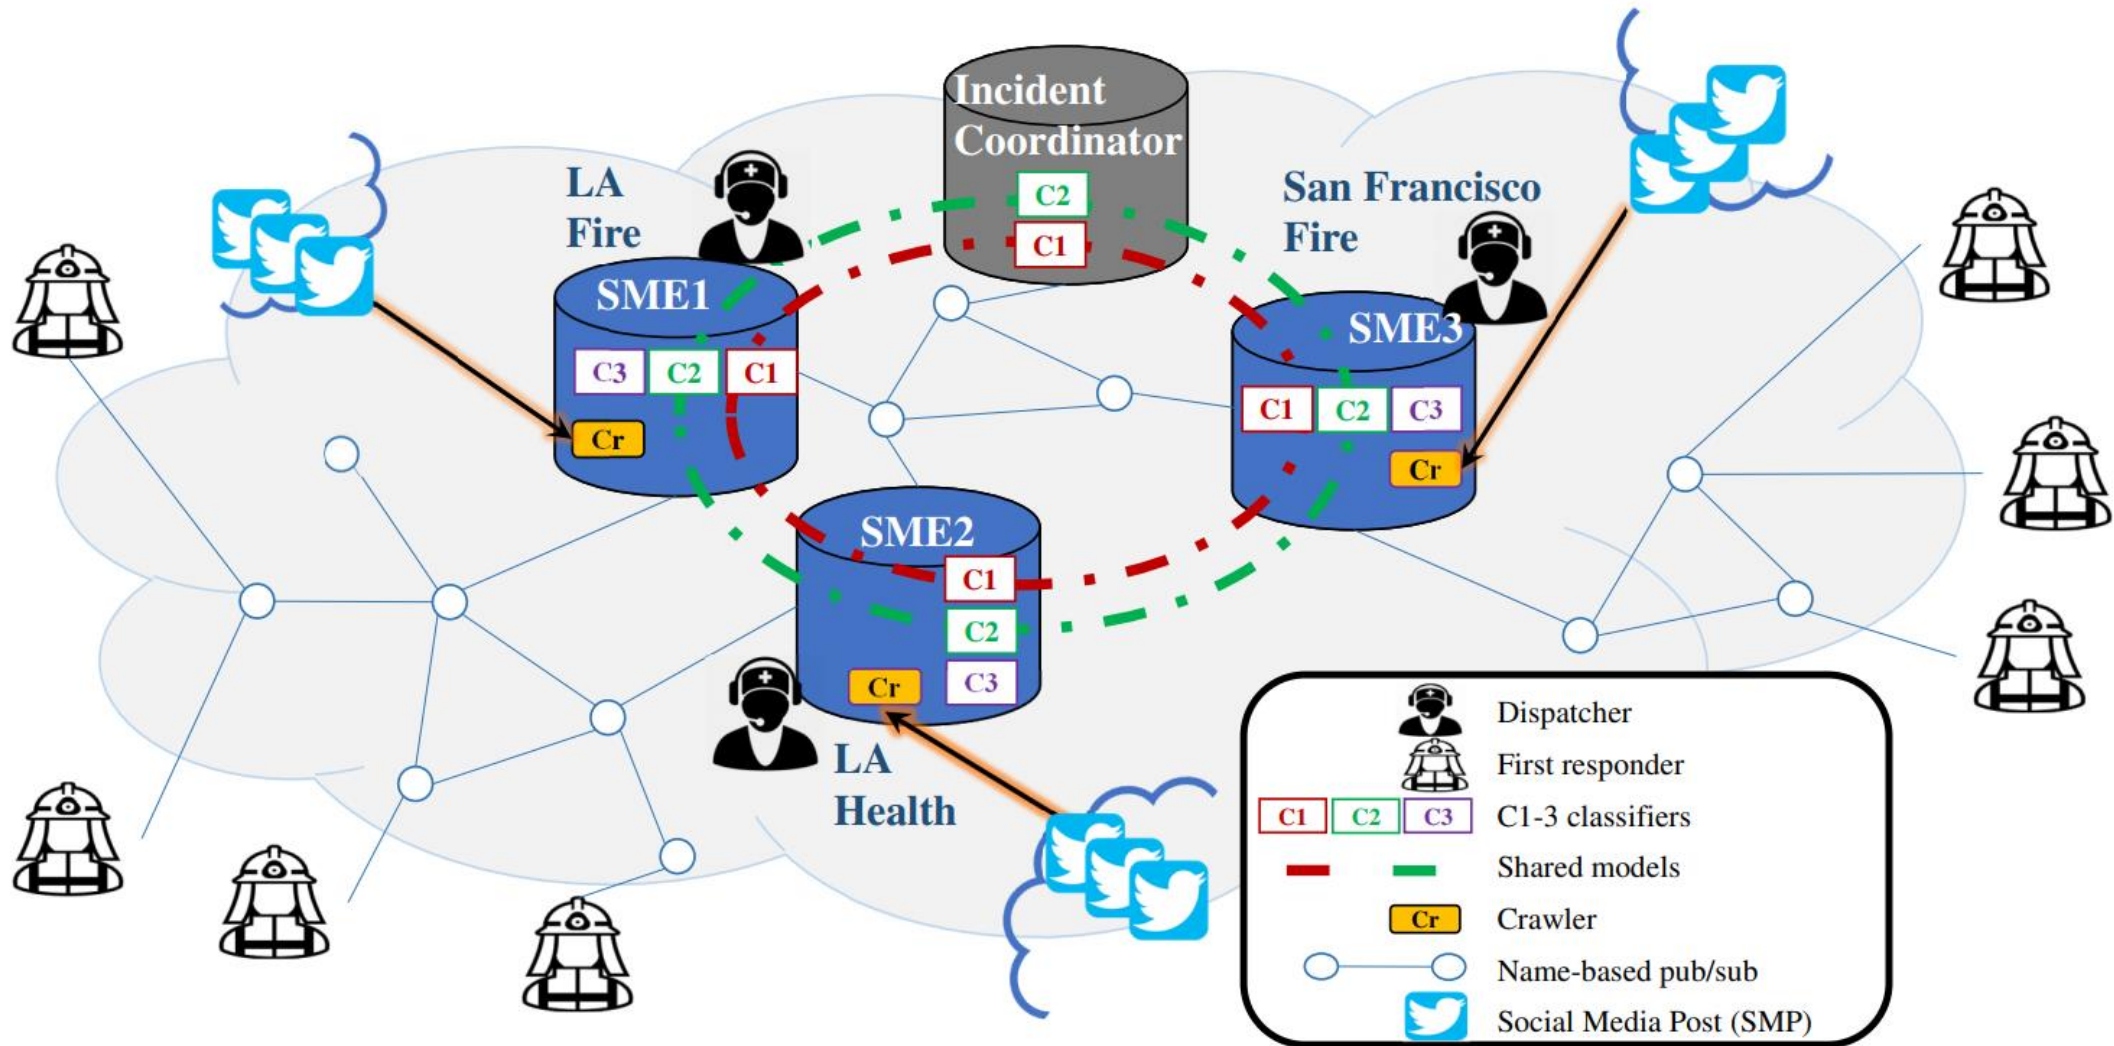 Incident
Coordinator
C2
C1
LA
Fire
San Francisco
Fire
SME1
C3 C2 C1
Cr
SME3
C1 C2 C3
Cr
SME2
C1
C2
C3
Cr
LA
Health
Dispatcher
First responder
C1 C2 C3 C1-3 classifiers
Shared models
Cr Crawler
Name-based pub/sub
Social Media Post (SMP)